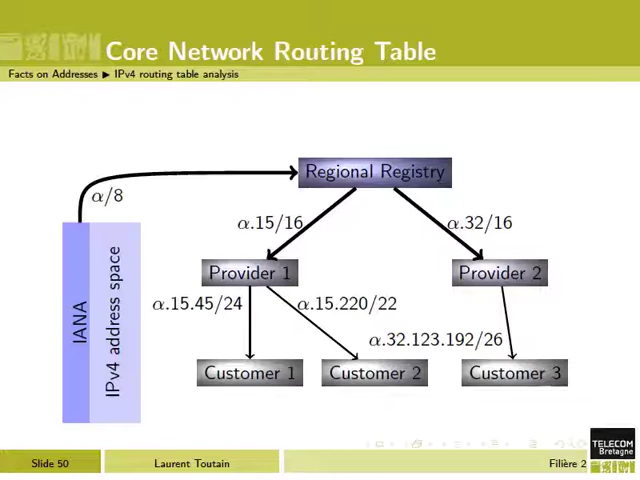 Core Network Routing Table
Facts on Addresses ▶ IPv4 routing table analysis
Regional Registry
α/8
α.15/16
α.32/16
Provider 1
Provider 2
IANA
IPv4 address space
α.15.45/24
α.15.220/22
α.32.123.192/26
Customer 1
Customer 2
Customer 3
TELECOM
Bretagne
Slide 50
Laurent Toutain
Filière 2